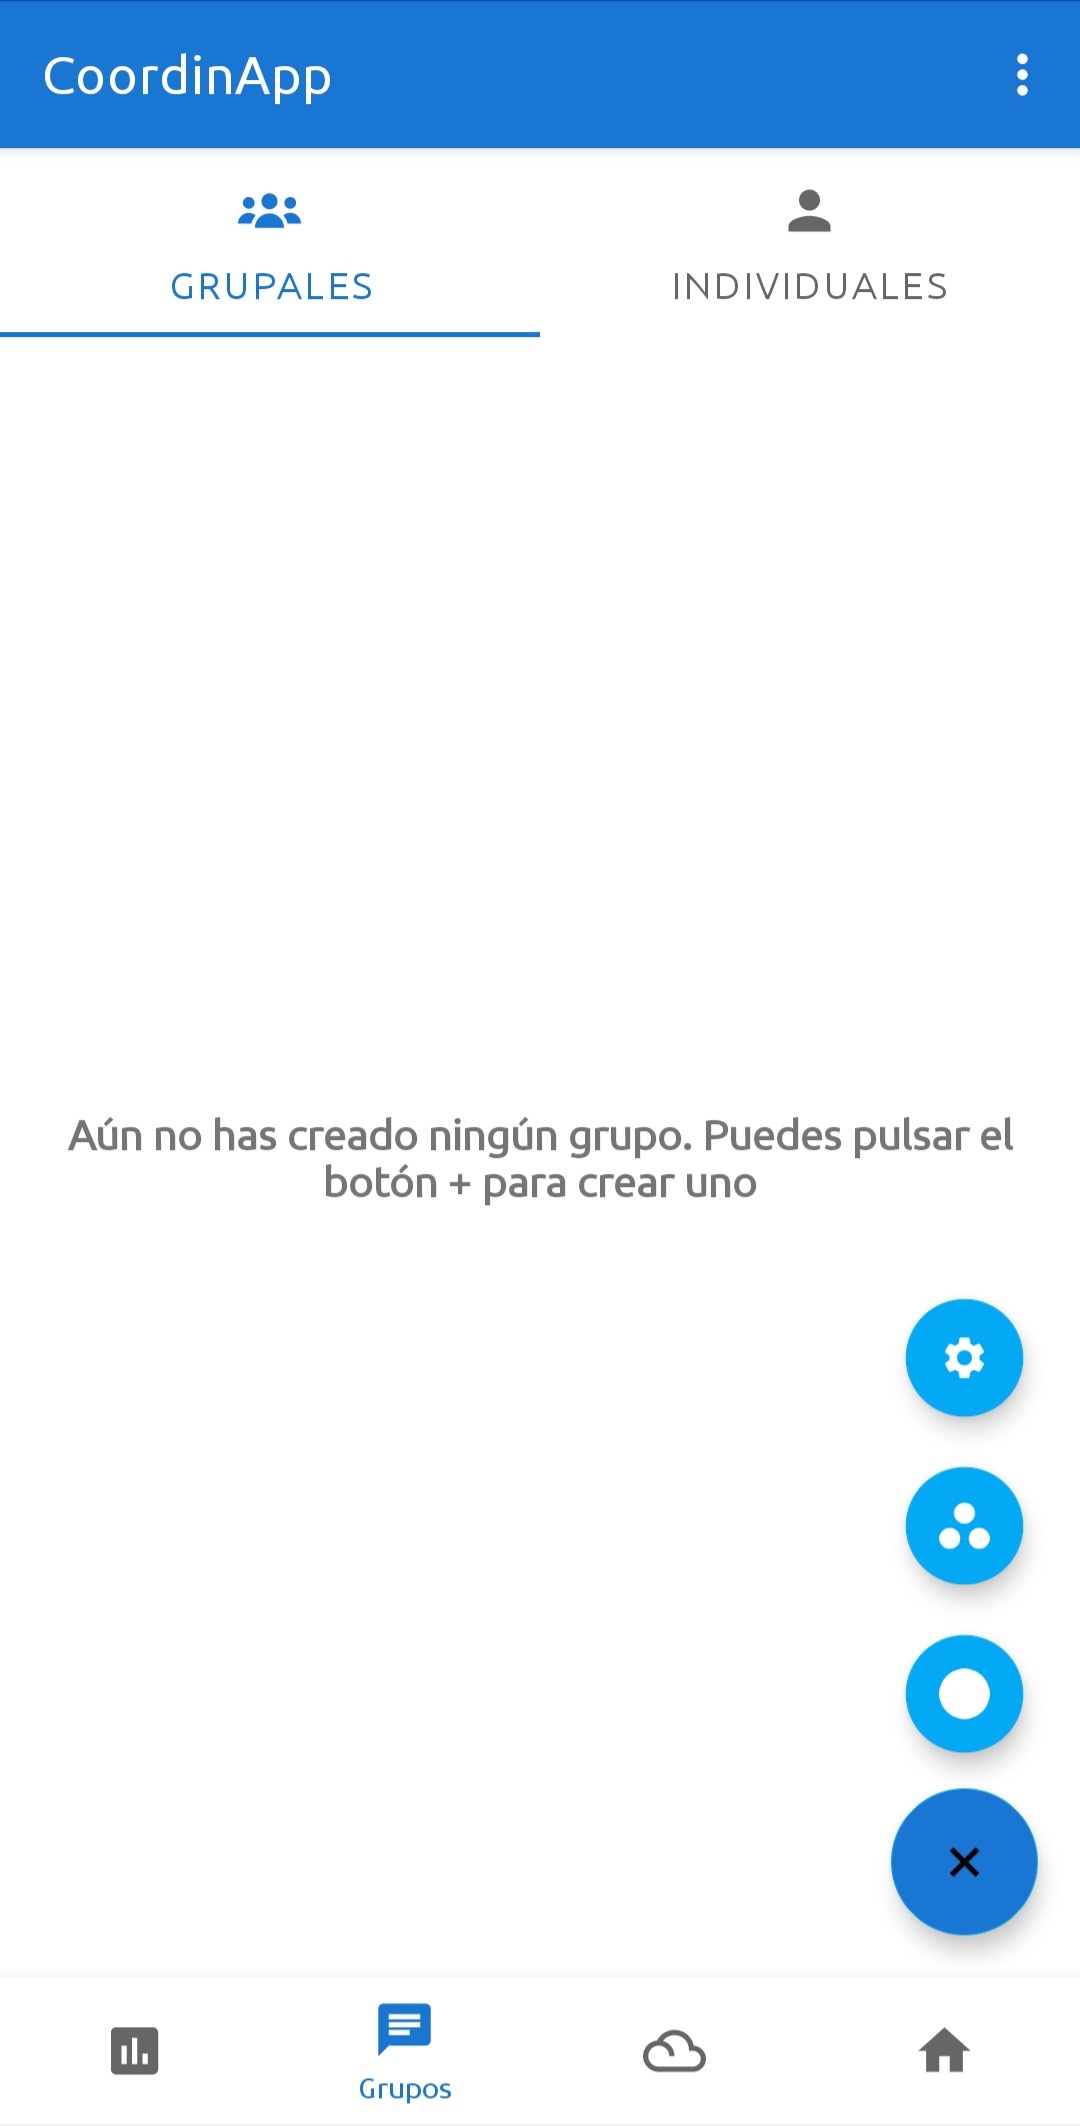 CoordinApp
GRUPALES
INDIVIDUALES
Aún no has creado ningún grupo. Puedes pulsar el
botón + para crear uno
Grupos